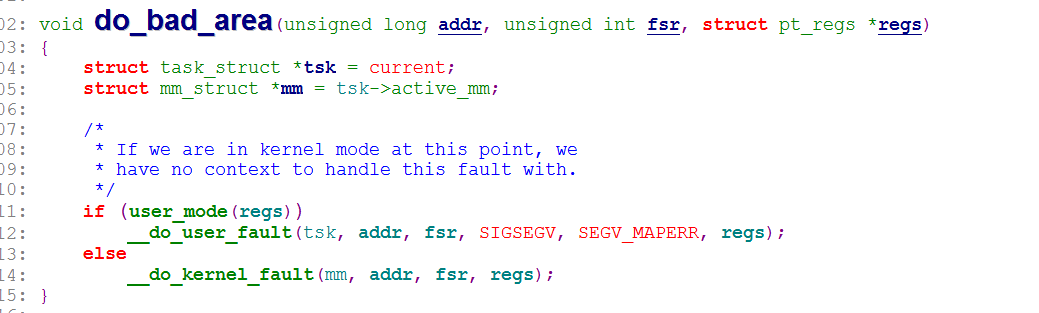 02: void do_bad_area(unsigned long addr, unsigned int fsr, struct pt_regs *regs)
03: {
04: struct task_struct *tsk = current;
05: struct mm_struct *mm = tsk->active_mm;
06:
07: /*
08: * If we are in kernel mode at this point, we
09: * have no context to handle this fault with.
10: */
11: if (user_mode(regs))
12: __do_user_fault(tsk, addr, fsr, SIGSEGV, SEGV_MAPERR, regs);
13: else
14: __do_kernel_fault(mm, addr, fsr, regs);
15: }